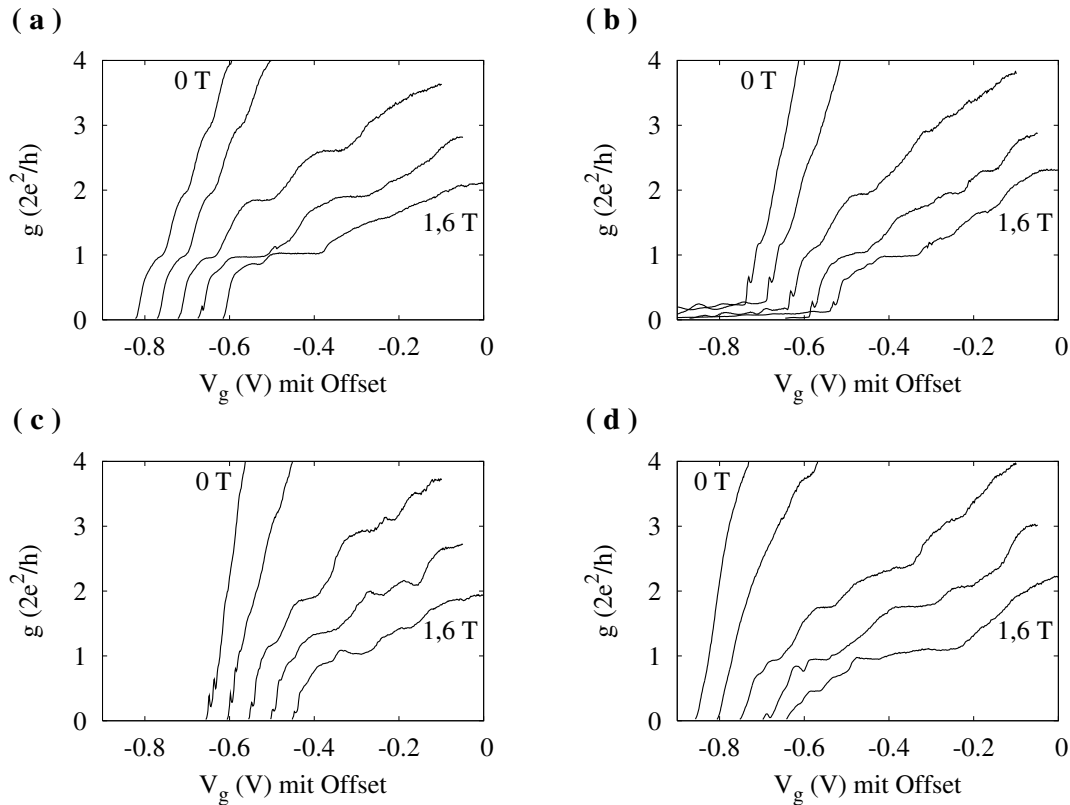 ( a )
4
3
2
1
0
g (2e²/h)
0 T
1,6 T
-0.8 -0.6 -0.4 -0.2 0
V_g (V) mit Offset
( b )
4
3
2
1
0
g (2e²/h)
0 T
1,6 T
-0.8 -0.6 -0.4 -0.2 0
V_g (V) mit Offset
( c )
4
3
2
1
0
g (2e²/h)
0 T
1,6 T
-0.8 -0.6 -0.4 -0.2 0
V_g (V) mit Offset
( d )
4
3
2
1
0
g (2e²/h)
0 T
1,6 T
-0.8 -0.6 -0.4 -0.2 0
V_g (V) mit Offset